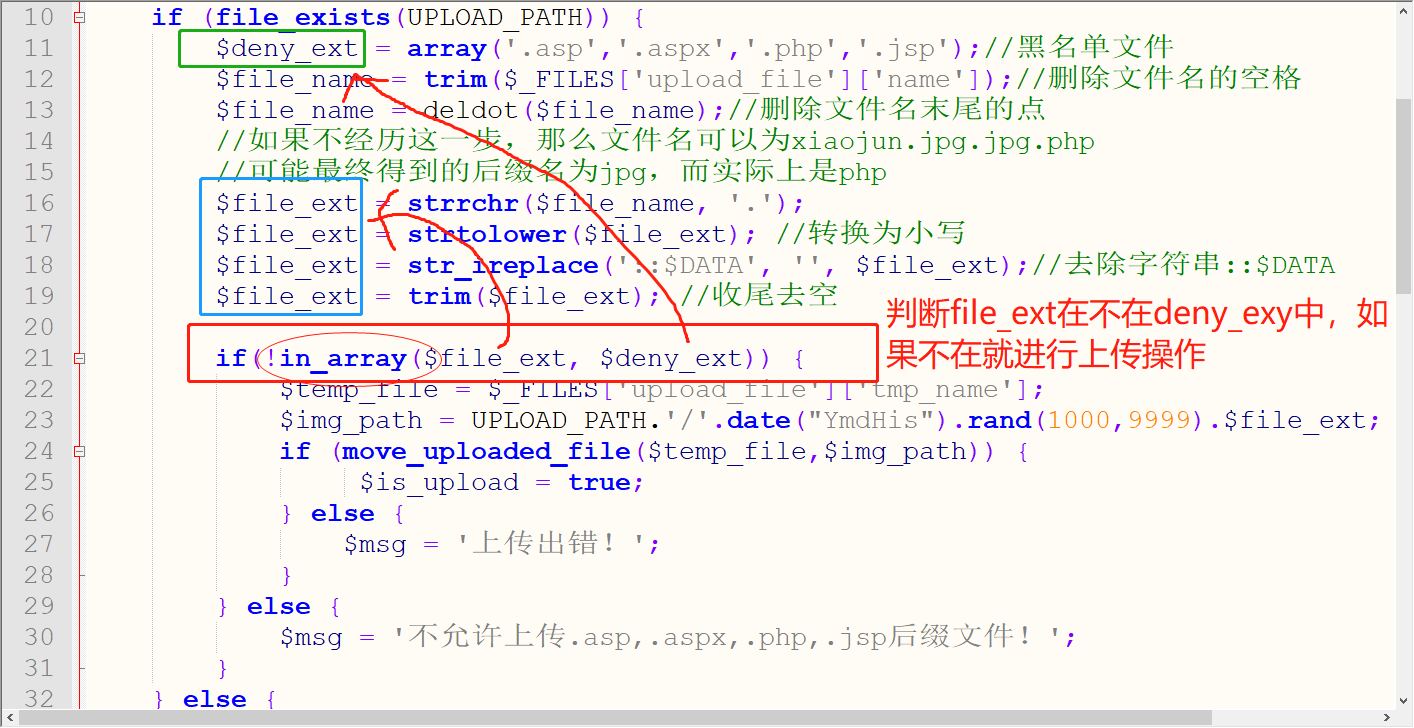 10 if (file_exists(UPLOAD_PATH)) {
11 $deny_ext = array('.asp','.aspx','.php','.jsp');//黑名单文件
12 $file_name = trim($_FILES['upload_file']['name']);//删除文件名的空格
13 $file_name = deldot($file_name);//删除文件名末尾的点
14 //如果不经历这一步，那么文件名可以为xiaojun.jpg.jpg.php
15 //可能最终得到的后缀名为jpg，而实际上是php
16 $file_ext = strrchr($file_name, '.');
17 $file_ext = strtolower($file_ext); //转换为小写
18 $file_ext = str_ireplace('::$DATA', '', $file_ext);//去除字符串::$DATA
19 $file_ext = trim($file_ext); //收尾去空
判断file_ext在不在deny_exy中，如
果不在就进行上传操作
20
21 if(!in_array($file_ext, $deny_ext)) {
22 $temp_file = $_FILES['upload_file']['tmp_name'];
23 $img_path = UPLOAD_PATH.'/'.date("YmdHis").rand(1000,9999).$file_ext;
24 if (move_uploaded_file($temp_file,$img_path)) {
25 $is_upload = true;
26 } else {
27 $msg = '上传出错！';
28 }
29 } else {
30 $msg = '不允许上传.asp,.aspx,.php,.jsp后缀文件！';
31 }
32 } else {